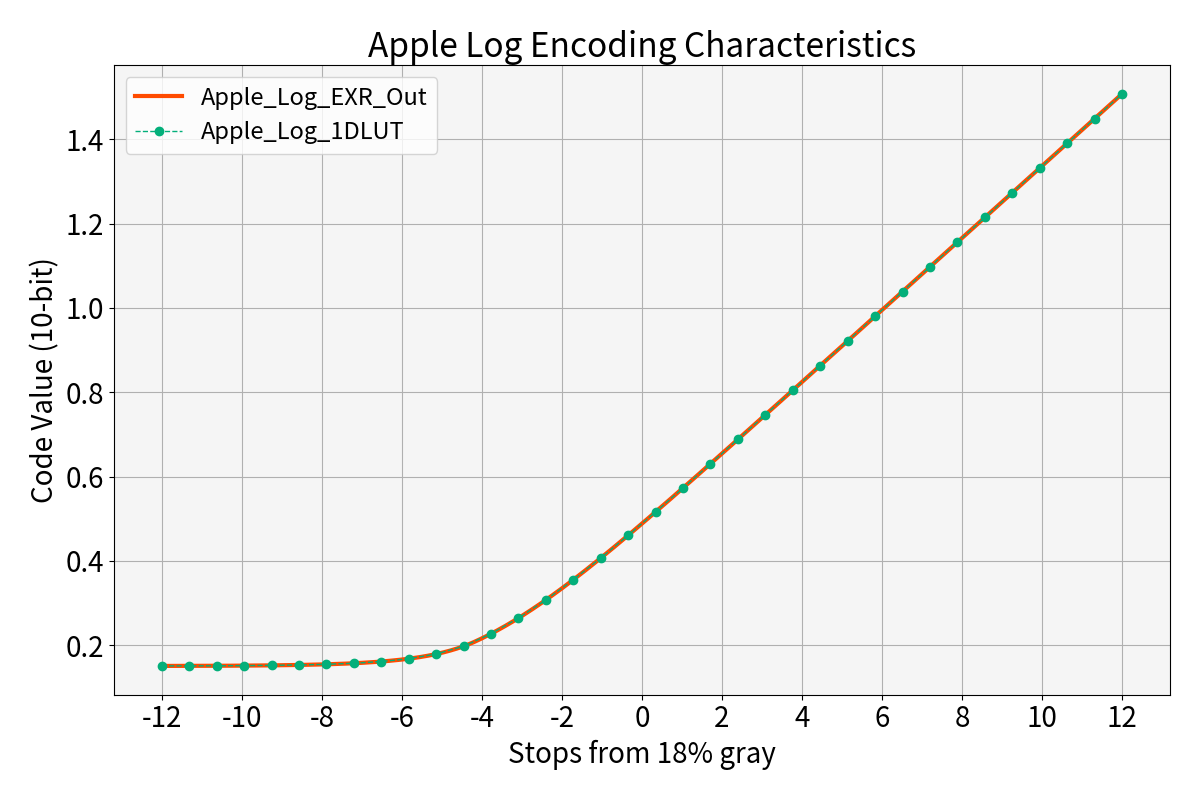 Apple Log Encoding Characteristics
Apple_Log_EXR_Out
Apple_Log_1DLUT
Code Value (10-bit)
1.4
1.2
1.0
0.8
0.6
0.4
0.2
-12 -10 -8 -6 -4 -2 0 2 4 6 8 10 12
Stops from 18% gray